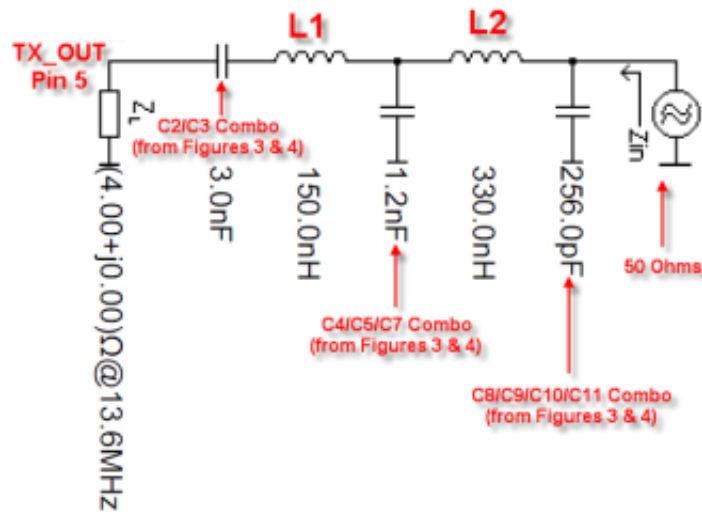 L1
L2
TX_OUT
Pin 5
Z_L
C2/C3 Combo
(from Figures 3 & 4)
Zin
(4.00+j0.00)Ω@13.6MHz
3.0nF
150.0nH
1.2nF
330.0nH
256.0pF
50 Ohms
C4/C5/C7 Combo
(from Figures 3 & 4)
C8/C9/C10/C11 Combo
(from Figures 3 & 4)